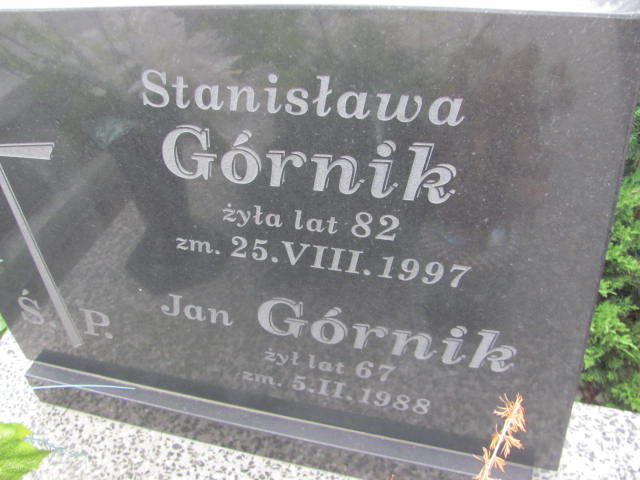 Stanisława
Górnik
żyła lat 82
zm. 25.VIII.1997
Ś. P.
Jan Górnik
żył lat 67
zm. 5.II.1988